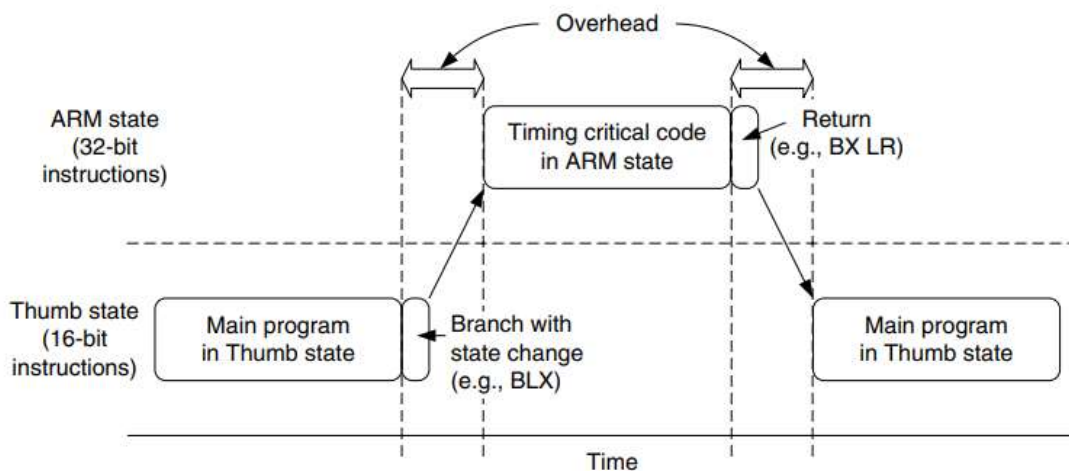 Overhead
ARM state
(32-bit
instructions)
Timing critical code
in ARM state
Return
(e.g., BX LR)
Thumb state
(16-bit
instructions)
Main program
in Thumb state
Branch with
state change
(e.g., BLX)
Main program
in Thumb state
Time